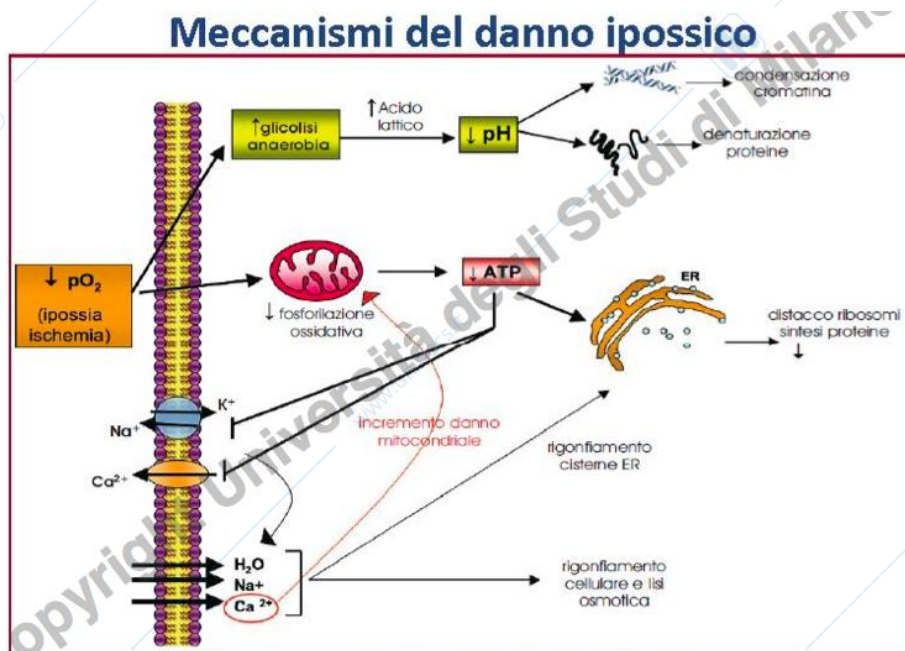 Meccanismi del danno ipossico
↑glicolisi
anaerobia
↑Acido
lattico
↓ pH
condensazione
cromatina
denaturazione
proteine
↓ pO₂
(ipossia
ischemia)
↓ fosforilazione
ossidativa
↓ ATP
ER
distacco ribosomi
sintesi proteine
↓
K⁺
Na⁺
Ca²⁺
incremento danno
mitocondriale
rigonfiamento
cisterne ER
H₂O
Na+
Ca ²⁺
rigonfiamento
cellulare e lisi
osmotica
opyright Università degli Studi di Milano